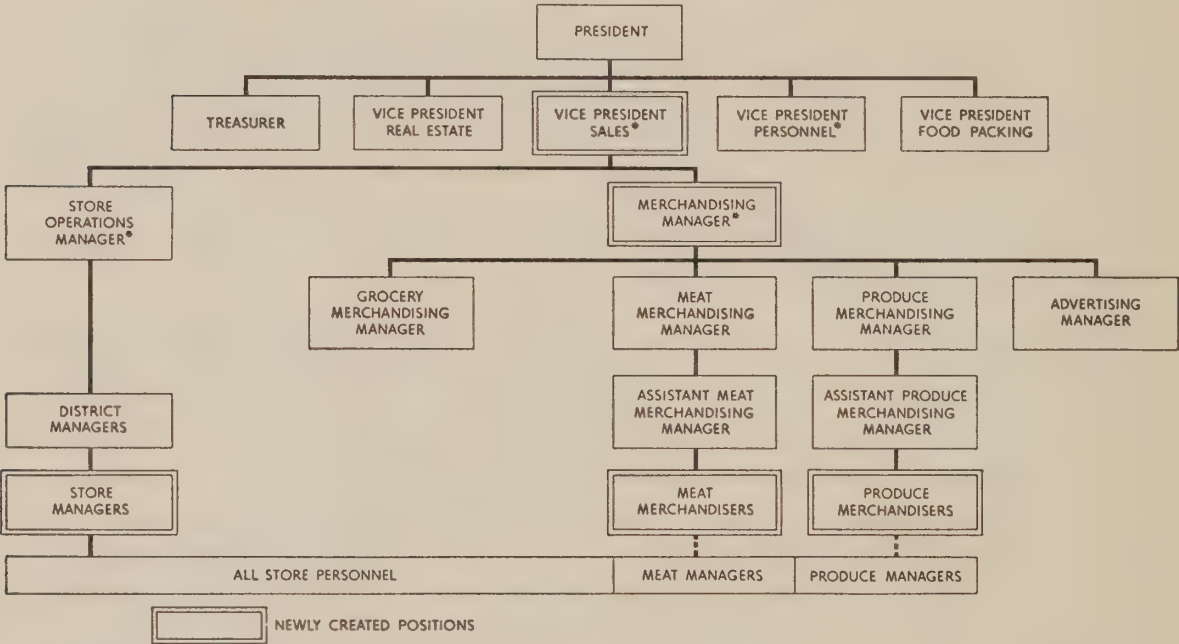 PRESIDENT
TREASURER
VICE PRESIDENT
REAL ESTATE
VICE PRESIDENT
SALES*
VICE PRESIDENT
PERSONNEL*
VICE PRESIDENT
FOOD PACKING
STORE
OPERATIONS
MANAGER*
MERCHANDISING
MANAGER*
GROCERY
MERCHANDISING
MANAGER
MEAT
MERCHANDISING
MANAGER
PRODUCE
MERCHANDISING
MANAGER
ADVERTISING
MANAGER
DISTRICT
MANAGERS
ASSISTANT MEAT
MERCHANDISING
MANAGER
ASSISTANT PRODUCE
MERCHANDISING
MANAGER
STORE
MANAGERS
MEAT
MERCHANDISERS
PRODUCE
MERCHANDISERS
ALL STORE PERSONNEL
MEAT MANAGERS
PRODUCE MANAGERS
NEWLY CREATED POSITIONS